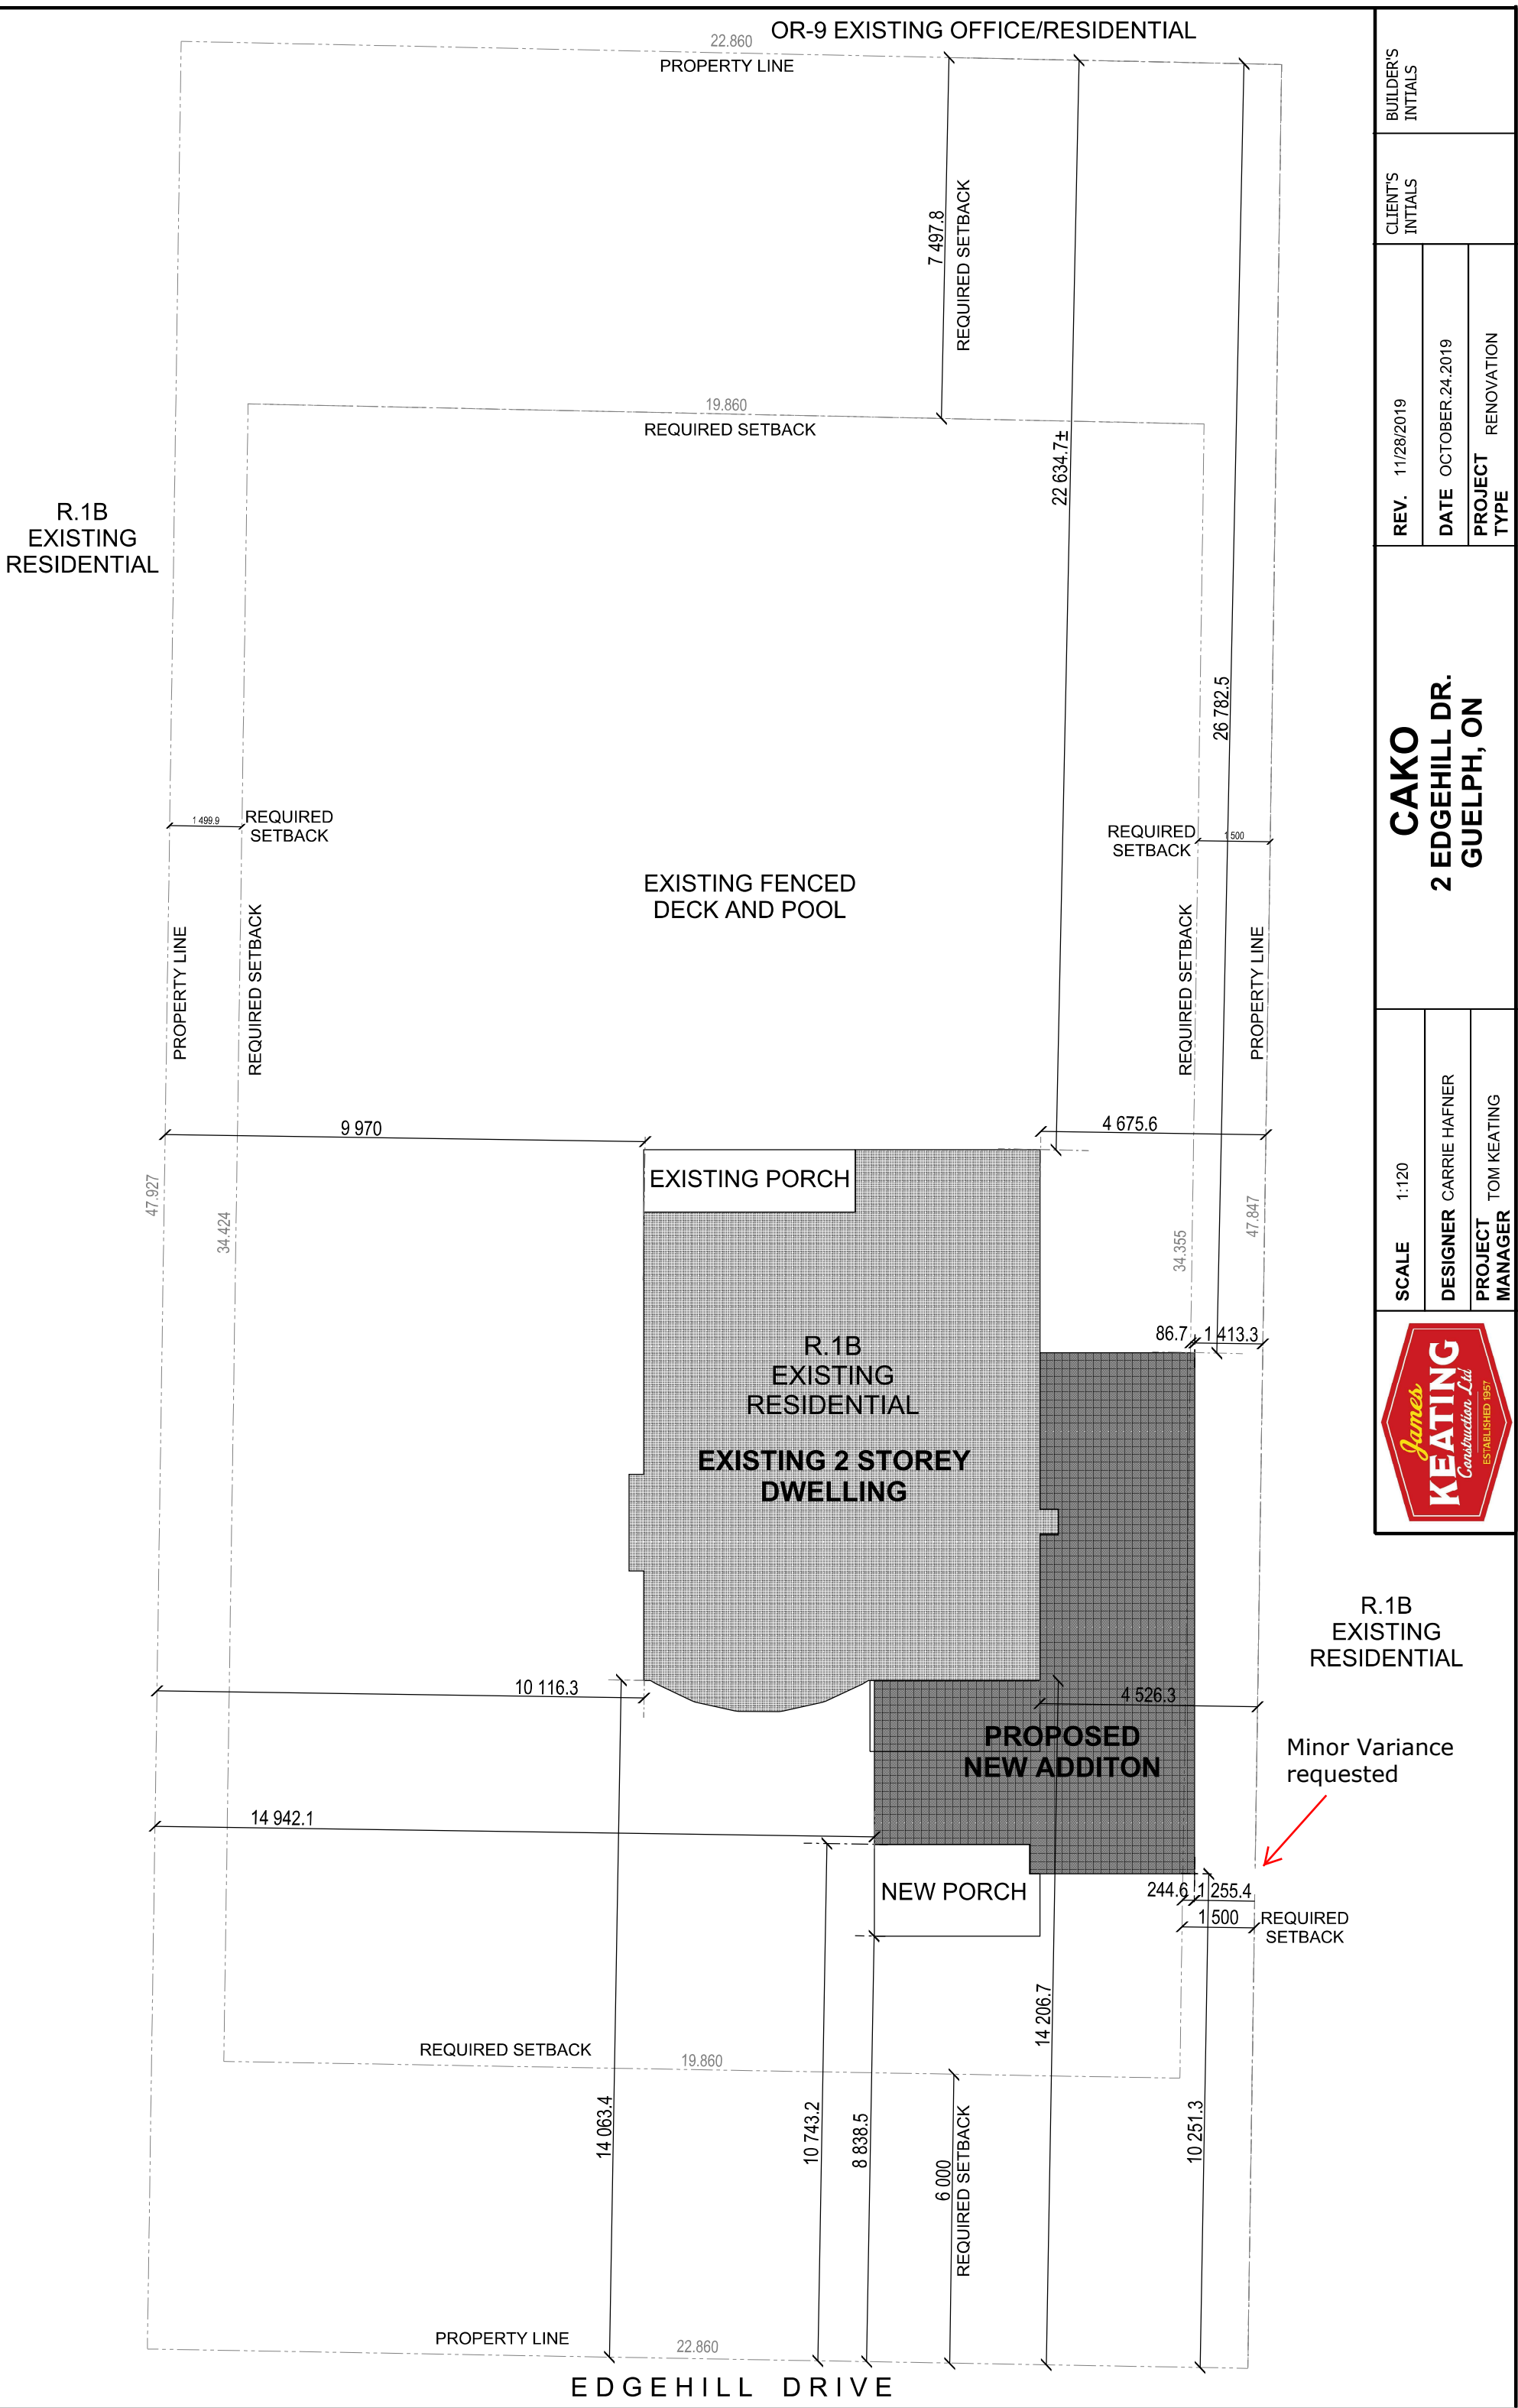 OR-9 EXISTING OFFICE/RESIDENTIAL
22.860
PROPERTY LINE
7 497.8
REQUIRED SETBACK
19.860
REQUIRED SETBACK
22 634.7±
26 782.5
R.1B
EXISTING
RESIDENTIAL
1 499.9
REQUIRED
SETBACK
REQUIRED
SETBACK
1 500
EXISTING FENCED
DECK AND POOL
PROPERTY LINE
REQUIRED SETBACK
REQUIRED SETBACK
PROPERTY LINE
9 970
4 675.6
EXISTING PORCH
47.927
34.424
34.355
47.847
86.7
1 413.3
R.1B
EXISTING
RESIDENTIAL
EXISTING 2 STOREY
DWELLING
R.1B
EXISTING
RESIDENTIAL
10 116.3
4 526.3
PROPOSED
NEW ADDITON
Minor Variance
requested
14 942.1
NEW PORCH
244.6
1 255.4
1 500
REQUIRED
SETBACK
REQUIRED SETBACK
19.860
14 063.4
10 743.2
8 838.5
6 000
REQUIRED SETBACK
14 206.7
10 251.3
PROPERTY LINE
22.860
EDGEHILL DRIVE
BUILDER'S
INTIALS
CLIENT'S
INTIALS
REV. 11/28/2019
DATE OCTOBER.24.2019
PROJECT
TYPE RENOVATION
CAKO
2 EDGEHILL DR.
GUELPH, ON
SCALE 1:120
DESIGNER CARRIE HAFNER
PROJECT
MANAGER TOM KEATING
James
KEATING
Construction Ltd
ESTABLISHED 1957